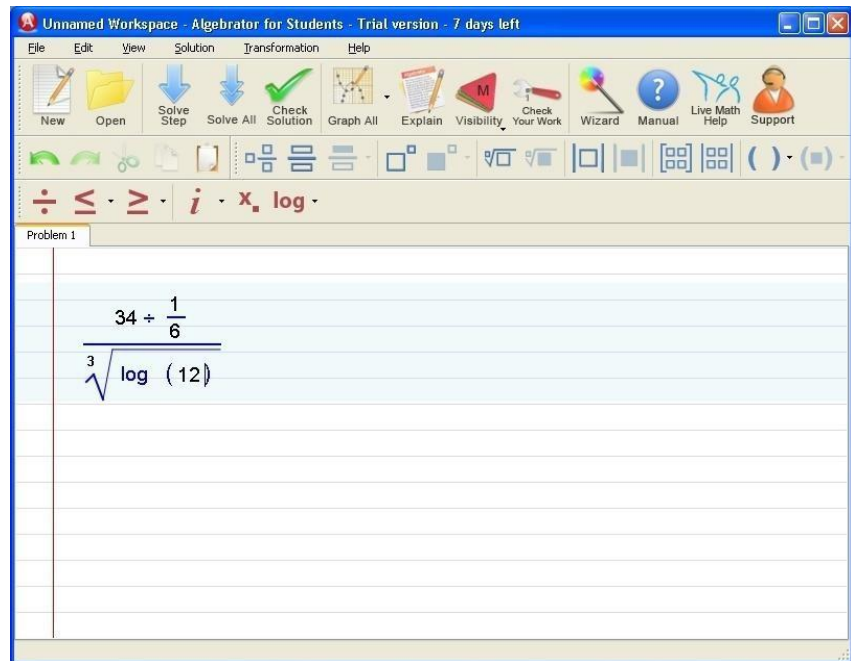 Unnamed Workspace - Algebrator for Students - Trial version - 7 days left
File Edit View Solution Transformation Help
New Open Solve Step Solve All Check Solution Graph All Explain Visibility Check Your Work Wizard Manual Live Math Help Support
÷ ≤ ≥ i x log
Problem 1
34 ÷ 1/6
3√log (12)